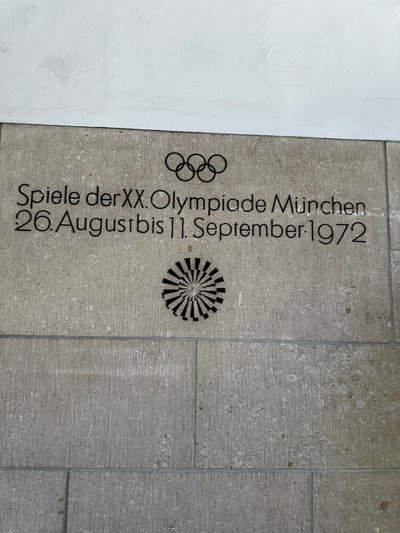 Spiele der XX. Olympiade München
26. August bis 11. September 1972